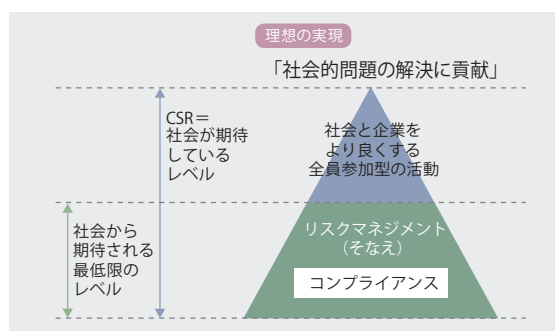 理想の実現
「社会的問題の解決に貢献」
CSR＝
社会が期待
している
レベル
社会と企業を
より良くする
全員参加型の活動
社会から
期待される
最低限の
レベル
リスクマネジメント
（そなえ）
コンプライアンス